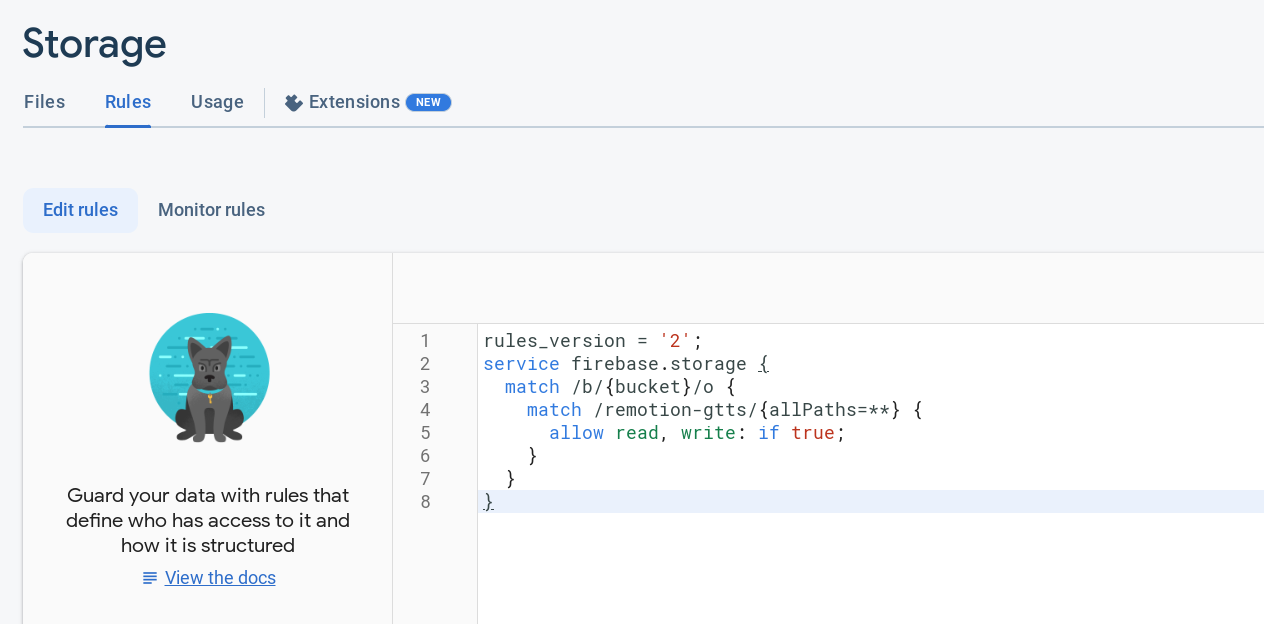 Storage
Files Rules Usage Extensions NEW
Edit rules Monitor rules
Guard your data with rules that
define who has access to it and
how it is structured
View the docs
1 rules_version = '2';
2 service firebase.storage {
3   match /b/{bucket}/o {
4     match /remotion-gtts/{allPaths=**} {
5       allow read, write: if true;
6     }
7   }
8 }